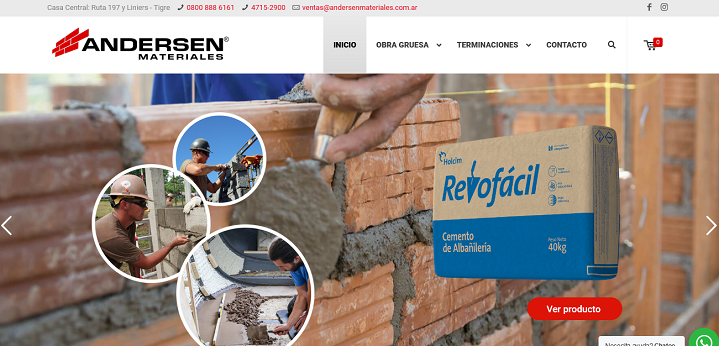 Casa Central: Ruta 197 y Liniers - Tigre 0800 888 6161 4715-2900 ventas@andersenmateriales.com.ar
ANDERSEN®
MATERIALES
INICIO OBRA GRUESA TERMINACIONES CONTACTO 0
Holcim
Revofácil
Cemento
de Albañilería
Peso Neto
40kg
Ver producto
Necesita ayuda? Chatee